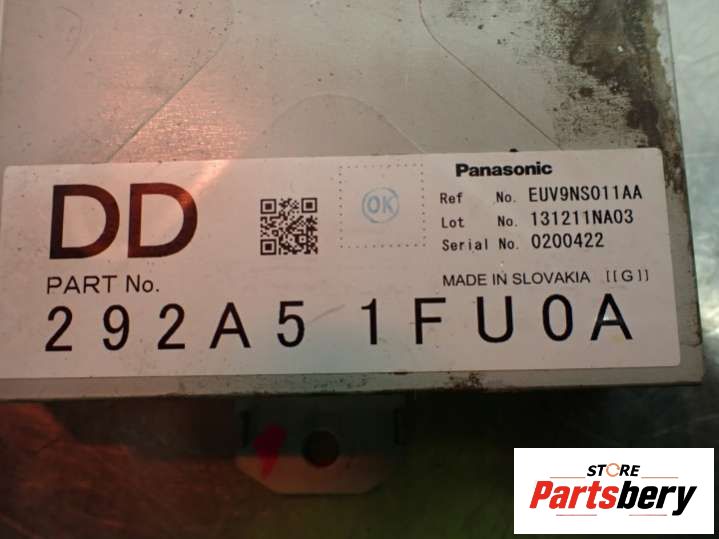 DD
PART No.
OK
Panasonic
Ref No. EUV9NS011AA
Lot No. 131211NA03
Serial No. 0200422
MADE IN SLOVAKIA [[G]]
292A5 1FU0A
STORE
Partsbery